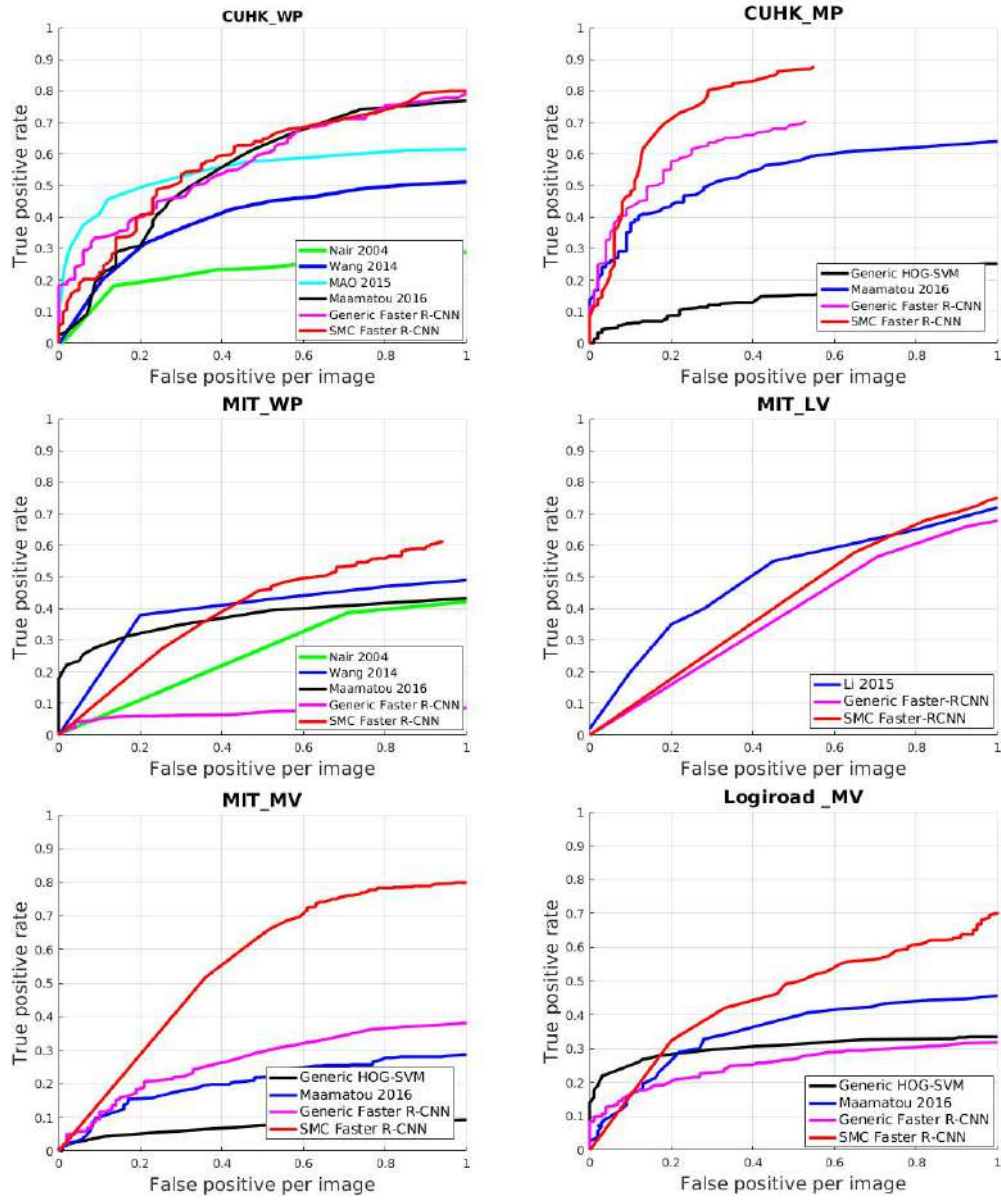 CUHK_WP
True positive rate
1
0.9
0.8
0.7
0.6
0.5
0.4
0.3
0.2
0.1
0
0
0.2
0.4
0.6
0.8
1
Nair 2004
Wang 2014
MAO 2015
Maamatou 2016
Generic Faster R-CNN
SMC Faster R-CNN
False positive per image
CUHK_MP
True positive rate
1
0.9
0.8
0.7
0.6
0.5
0.4
0.3
0.2
0.1
0
0
0.2
0.4
0.6
0.8
1
Generic HOG-SVM
Maamatou 2016
Generic Faster R-CNN
SMC Faster R-CNN
False positive per image
MIT_WP
True positive rate
1
0.9
0.8
0.7
0.6
0.5
0.4
0.3
0.2
0.1
0
0
0.2
0.4
0.6
0.8
1
Nair 2004
Wang 2014
Maamatou 2016
Generic Faster R-CNN
SMC Faster R-CNN
False positive per image
MIT_LV
True positive rate
1
0.9
0.8
0.7
0.6
0.5
0.4
0.3
0.2
0.1
0
0
0.2
0.4
0.6
0.8
1
Li 2015
Generic Faster-RCNN
SMC Faster-RCNN
False positive per image
MIT_MV
True positive rate
1
0.9
0.8
0.7
0.6
0.5
0.4
0.3
0.2
0.1
0
0
0.2
0.4
0.6
0.8
1
Generic HOG-SVM
Maamatou 2016
Generic Faster R-CNN
SMC Faster R-CNN
False positive per image
Logiroad _MV
True positive rate
1
0.9
0.8
0.7
0.6
0.5
0.4
0.3
0.2
0.1
0
0
0.2
0.4
0.6
0.8
1
Generic HOG-SVM
Maamatou 2016
Generic Faster R-CNN
SMC Faster R-CNN
False positive per image